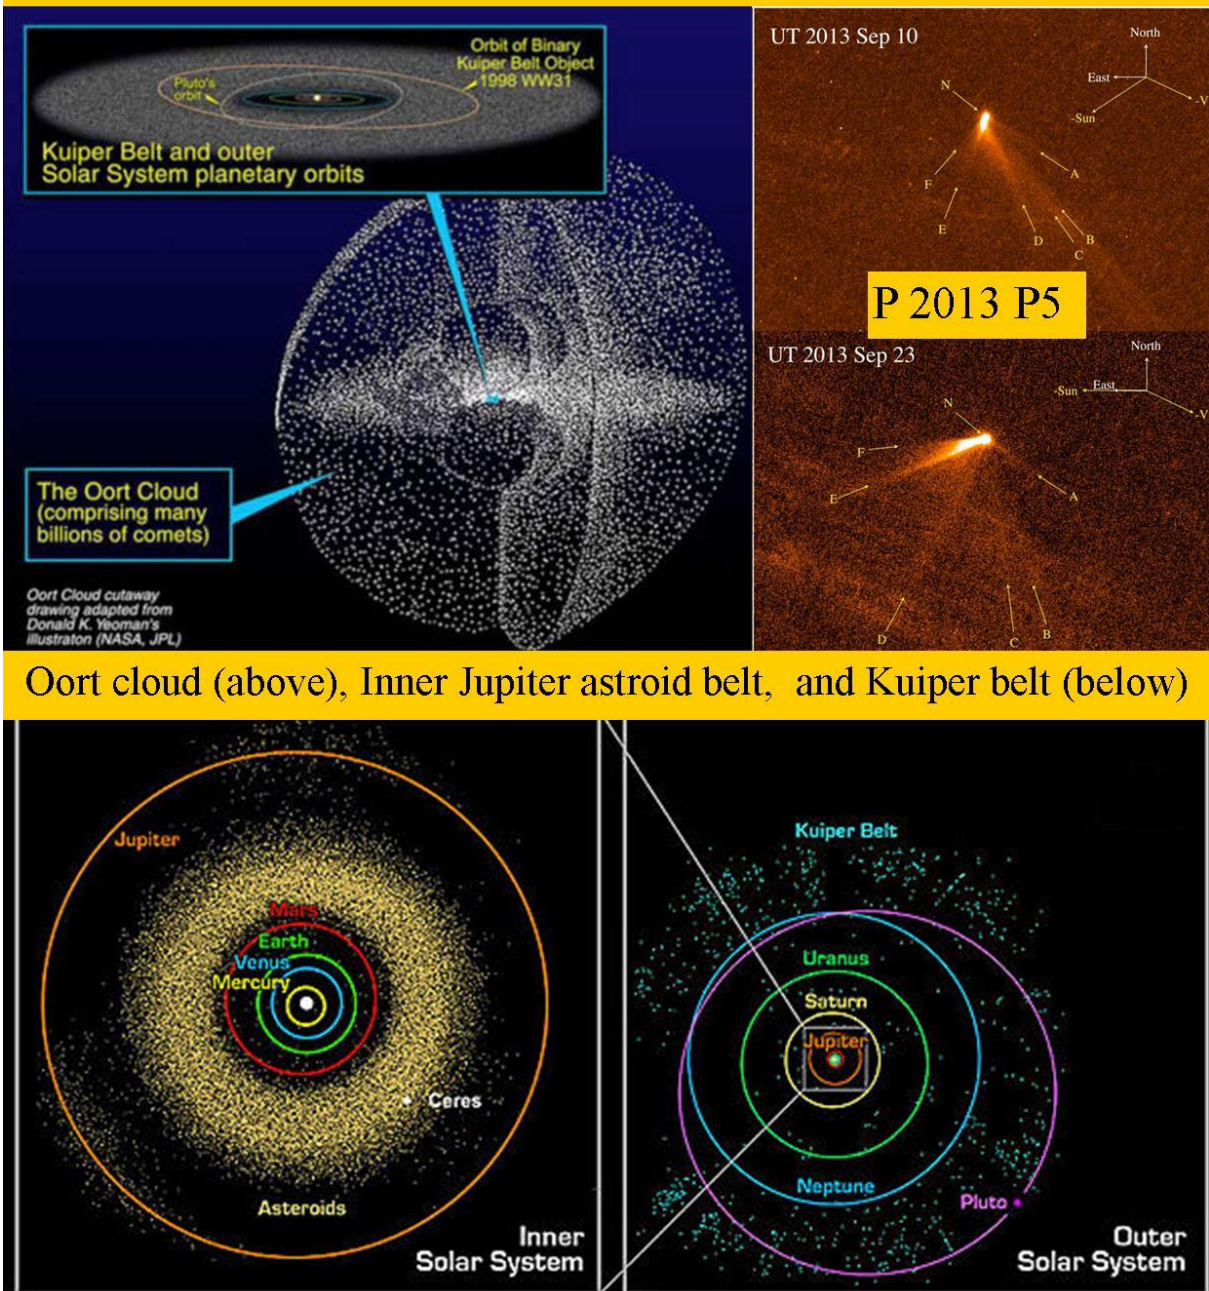 Orbit of Binary
Kuiper Belt Object
1998 WW31
Pluto's
orbit
Kuiper Belt and outer
Solar System planetary orbits
The Oort Cloud
(comprising many
billions of comets)
Oort Cloud cutaway
drawing adapted from
Donald K. Yeoman's
illustraton (NASA, JPL)
UT 2013 Sep 10
North
East
-Sun
-V
N
A
F
E
D
B
C
P 2013 P5
UT 2013 Sep 23
North
-Sun
East
-V
N
F
E
A
D
C
B
Oort cloud (above), Inner Jupiter astroid belt, and Kuiper belt (below)
Jupiter
Mars
Earth
Venus
Mercury
Ceres
Asteroids
Inner
Solar System
Kuiper Belt
Uranus
Saturn
Jupiter
Neptune
Pluto
Outer
Solar System